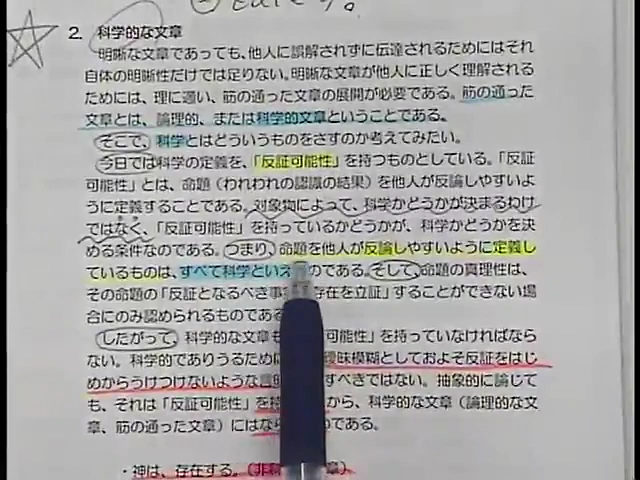 2. 科学的な文章
明晰な文章であっても、他人に誤解されずに伝達されるためにはそれ
自体の明晰性だけでは足りない。明晰な文章が他人に正しく理解される
ためには、理に適い、筋の通った文章の展開が必要である。筋の通った
文章とは、論理的、または科学的文章ということである。
そこで、科学とはどういうものをさすのか考えてみたい。
今日では科学の定義を、「反証可能性」を持つものとしている。「反証
可能性」とは、命題（われわれの認識の結果）を他人が反論しやすいよ
うに定義することである。対象物によって、科学かどうかが決まるわけ
ではなく、「反証可能性」を持っているかどうかが、科学かどうかを決
める条件なのである。つまり、命題を他人が反論しやすいように定義し
ているものは、すべて科学といえ のである。そして、命題の真理性は、
その命題の「反証となるべき事 存在を立証」することができない場
合にのみ認められるものであ
したがって、科学的な文章も 可能性」を持っていなければなら
ない。科学的でありうるため 曖昧模糊としておよそ反証をはじ
めからうけつけないような言 すべきではない。抽象的に論じて
も、それは「反証可能性」を から、科学的な文章（論理的な文
章、筋の通った文章）にはな のである。
・神は、存在する。（非 章）